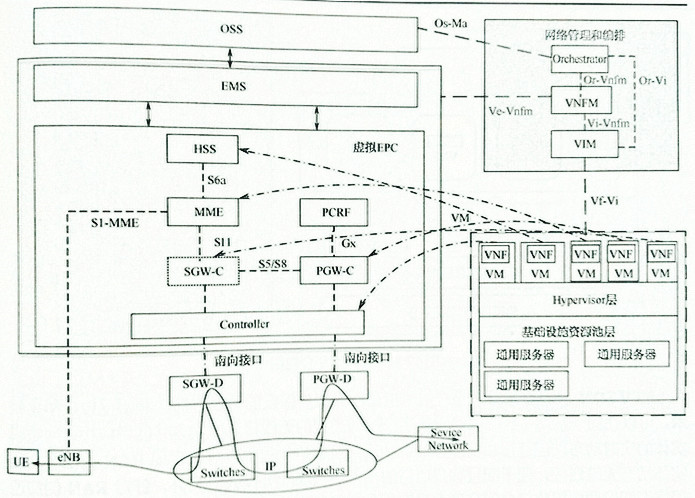 OSS
Os-Ma
网络管理和编排
Orchestrator
Or-Vnfm
Or-Vi
EMS
Ve-Vnfm
VNFM
Vi-Vnfm
VIM
HSS
虚拟EPC
S6a
Vf-Vi
MME
PCRF
S1-MME
VM
S11
Gx
SGW-C
S5/S8
PGW-C
VNF
VNF
VNF
VNF
VNF
VM
VM
VM
VM
VM
Hypervisor层
Controller
基础设施资源池层
通用服务器
通用服务器
通用服务器
南向接口
南向接口
SGW-D
PGW-D
Sevice
Network
UE
eNB
Switches
IP
Switches